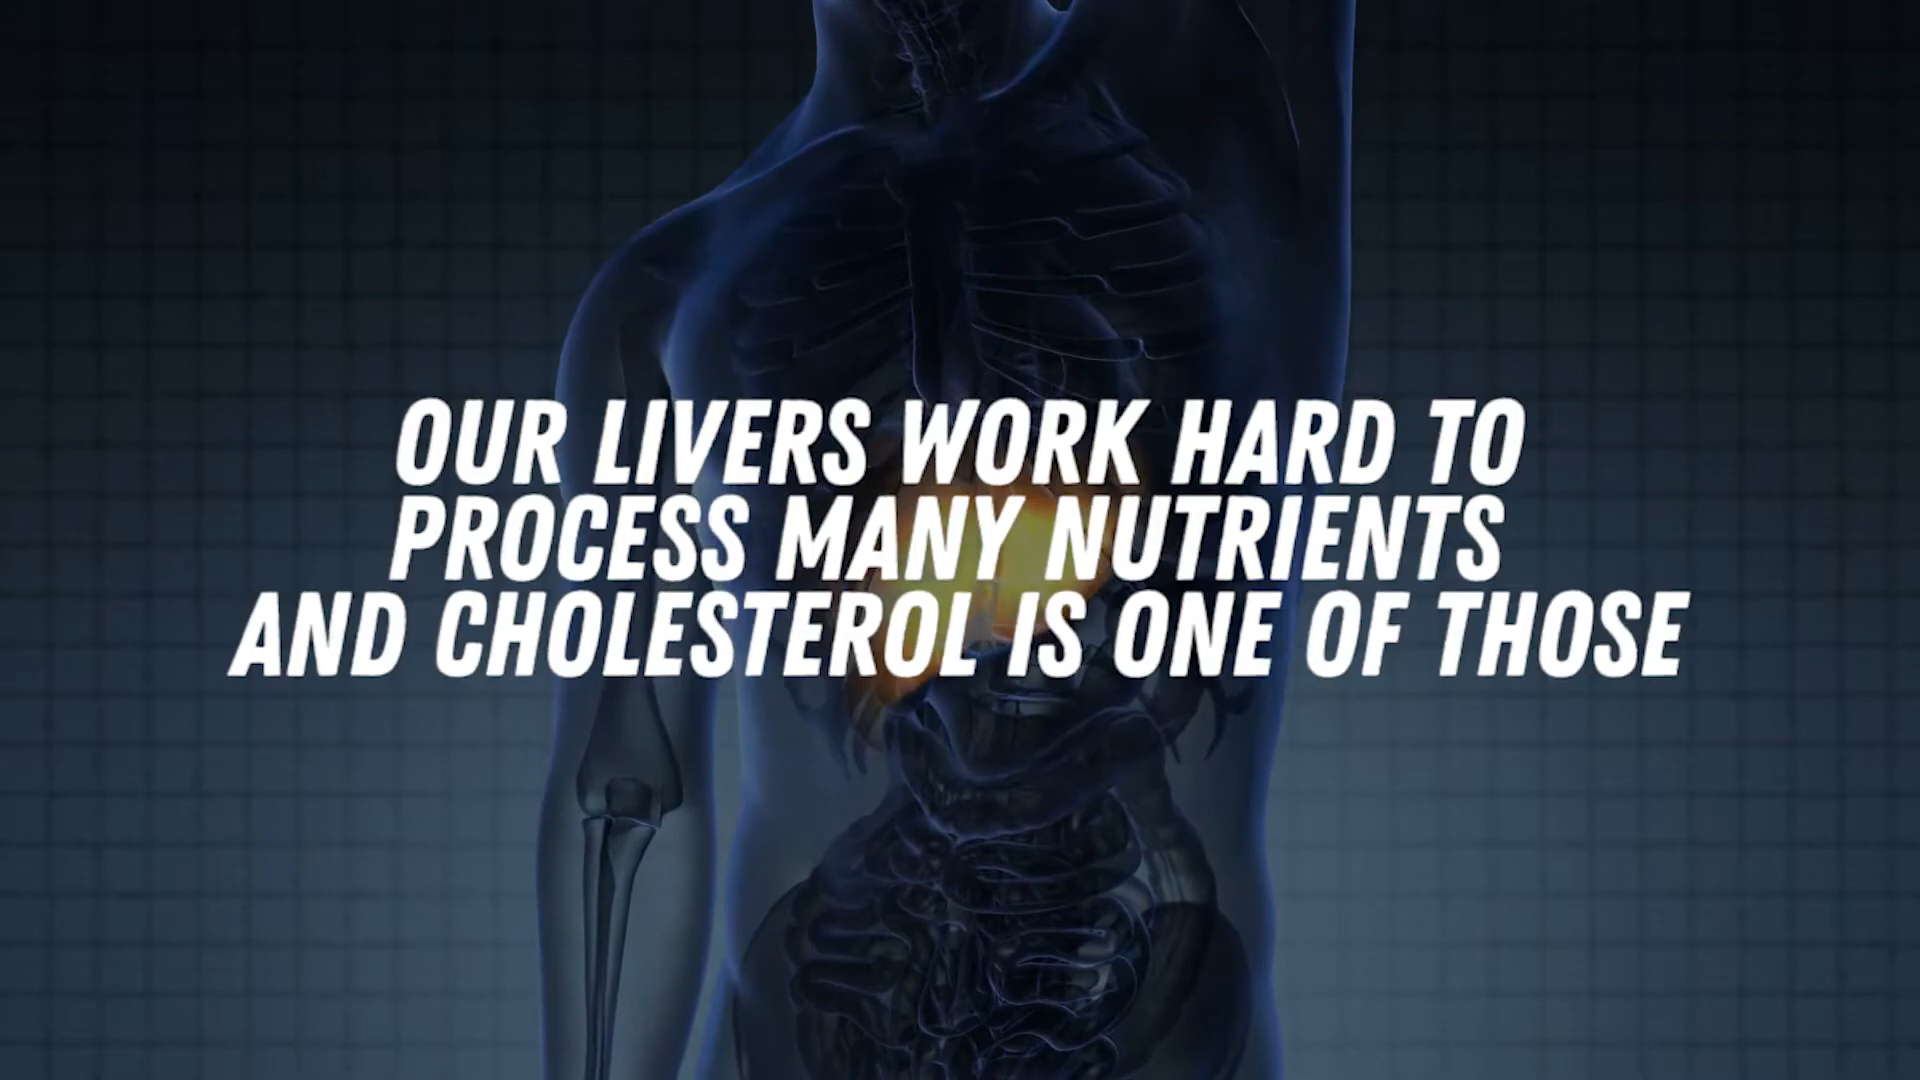 OUR LIVERS WORK HARD TO
PROCESS MANY NUTRIENTS
AND CHOLESTEROL IS ONE OF THOSE